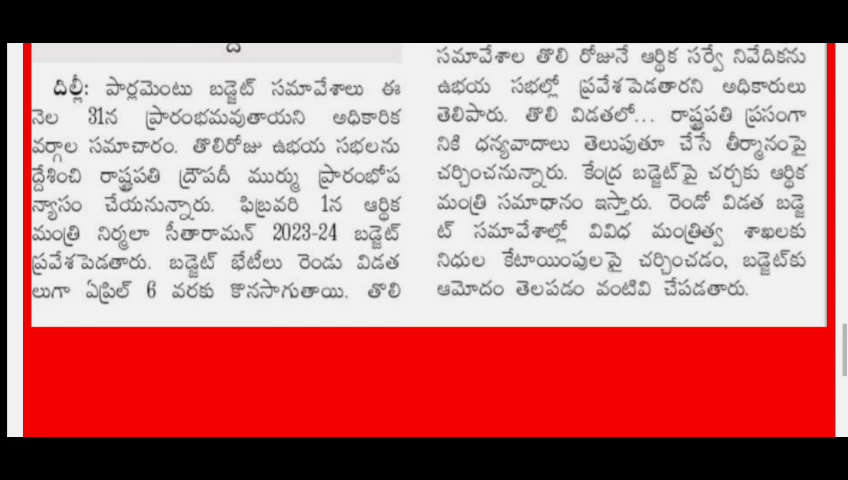 దిల్లీ: పార్లమెంటు బడ్జెట్ సమావేశాలు ఈ
నెల 31న ప్రారంభమవుతాయని అధికారిక
వర్గాల సమాచారం. తొలిరోజు ఉభయ సభలను
ద్దేశించి రాష్ట్రపతి ద్రౌపదీ ముర్ము ప్రారంభోప
న్యాసం చేయనున్నారు. ఫిబ్రవరి 1న ఆర్థిక
మంత్రి నిర్మలా సీతారామన్ 2023-24 బడ్జెట్
ప్రవేశపెడతారు. బడ్జెట్ భేటీలు రెండు విడత
లుగా ఏప్రిల్ 6 వరకు కొనసాగుతాయి. తొలి
సమావేశాల తొలి రోజునే ఆర్థిక సర్వే నివేదికను
ఉభయ సభల్లో ప్రవేశపెడతారని అధికారులు
తెలిపారు. తొలి విడతలో... రాష్ట్రపతి ప్రసంగా
నికి ధన్యవాదాలు తెలుపుతూ చేసే తీర్మానంపై
చర్చించనున్నారు. కేంద్ర బడ్జెట్‌పై చర్చకు ఆర్థిక
మంత్రి సమాధానం ఇస్తారు. రెండో విడత బడ్జె
ట్ సమావేశాల్లో వివిధ మంత్రిత్వ శాఖలకు
నిధుల కేటాయింపులపై చర్చించడం, బడ్జెట్‌కు
ఆమోదం తెలపడం వంటివి చేపడతారు.